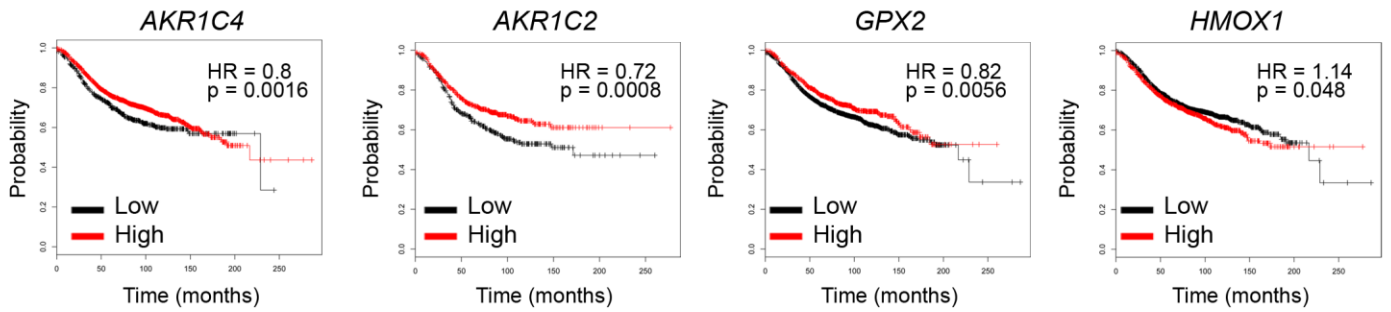 AKR1C4
HR = 0.8
p = 0.0016
Probability
1.0
0.8
0.6
0.4
0.2
0.0
Low
High
0 50 100 150 200 250
Time (months)
AKR1C2
HR = 0.72
p = 0.0008
Probability
1.0
0.8
0.6
0.4
0.2
0.0
Low
High
0 50 100 150 200 250
Time (months)
GPX2
HR = 0.82
p = 0.0056
Probability
1.0
0.8
0.6
0.4
0.2
0.0
Low
High
0 50 100 150 200 250
Time (months)
HMOX1
HR = 1.14
p = 0.048
Probability
1.0
0.8
0.6
0.4
0.2
0.0
Low
High
0 50 100 150 200 250
Time (months)